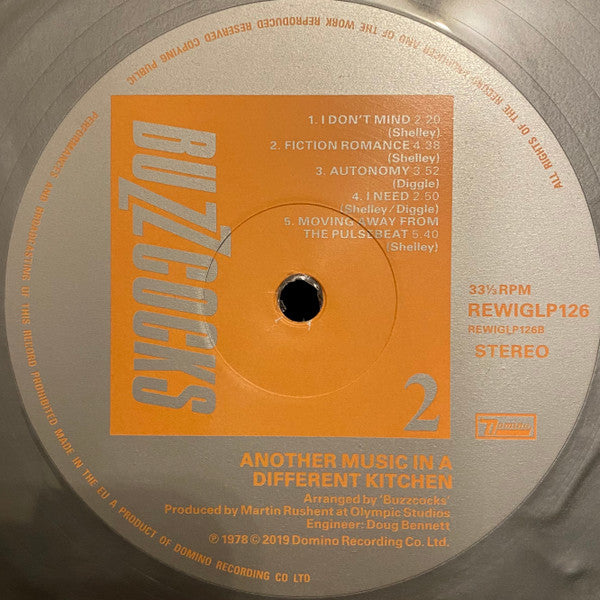 BUZZCOCKS
1. I DON'T MIND 2.20
(Shelley)
2. FICTION ROMANCE 4.38
(Shelley)
3. AUTONOMY 3.52
(Diggle)
4. I NEED 2.50
(Shelley/Diggle)
5. MOVING AWAY FROM
THE PULSEBEAT 5.40
(Shelley)
2
33⅓ RPM
REWIGLP126
REWIGLP126B
STEREO
Domino
ANOTHER MUSIC IN A
DIFFERENT KITCHEN
Arranged by 'Buzzcocks'
Produced by Martin Rushent at Olympic Studios
Engineer: Doug Bennett
℗ 1978 © 2019 Domino Recording Co. Ltd.
ALL RIGHTS OF THE RECORD PRODUCER AND OF THE WORK REPRODUCED RESERVED COPYING PUBLIC
PERFORMANCES AND BROADCASTING OF THIS RECORD PROHIBITED MADE IN THE EU A PRODUCT OF DOMINO RECORDING CO LTD